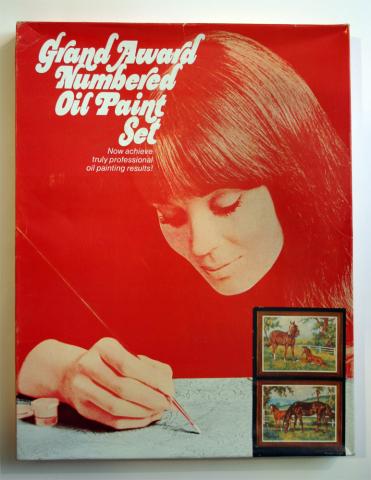 Grand Award
Numbered
Oil Paint
Set
Now achieve
truly professional
oil painting results!